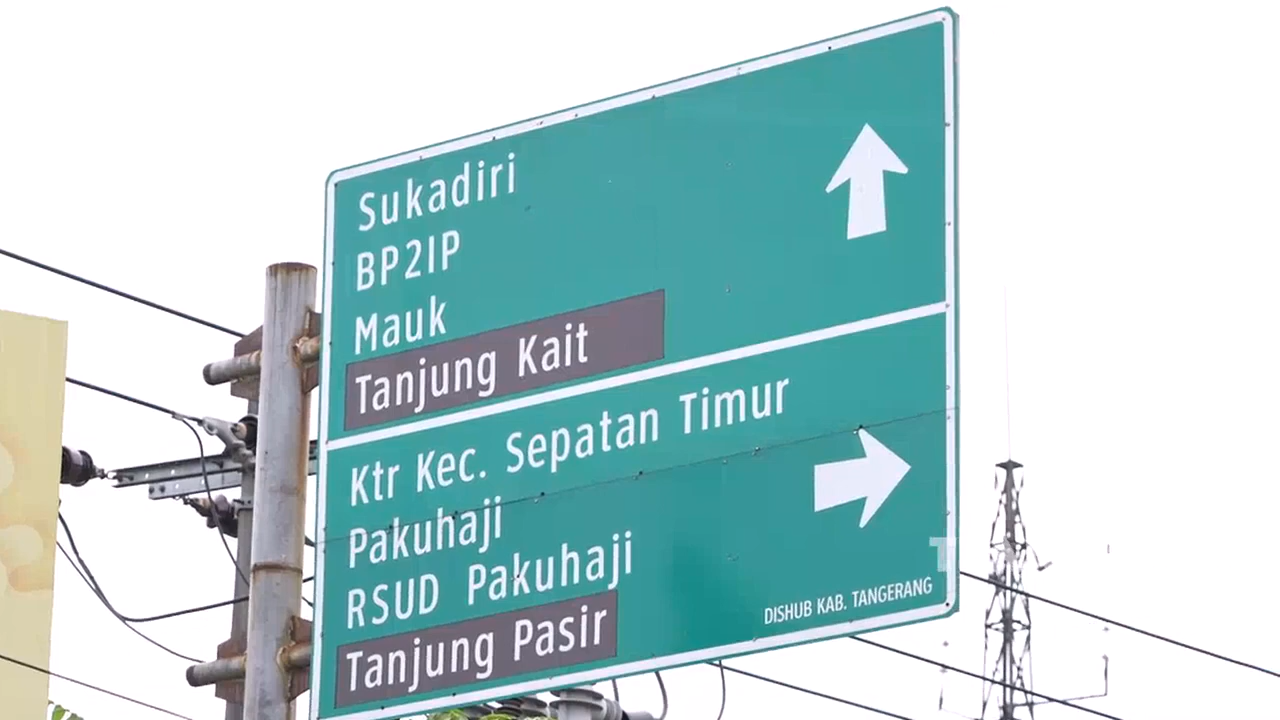 Sukadiri
BP2IP
Mauk
Tanjung Kait
Ktr Kec. Sepatan Timur
Pakuhaji
RSUD Pakuhaji
Tanjung Pasir
DISHUB KAB. TANGERANG